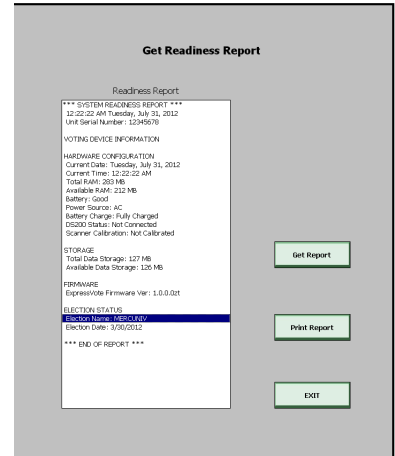 Get Readiness Report
Readiness Report
*** SYSTEM READINESS REPORT ***
12:22:22 AM Tuesday, July 31, 2012
Unit Serial Number: 12345678
VOTING DEVICE INFORMATION
HARDWARE CONFIGURATION
Current Date: Tuesday, July 31, 2012
Current Time: 12:22:22 AM
Total RAM: 283 MB
Available RAM: 212 MB
Battery: Good
Power Source: AC
Battery Charge: Fully Charged
DS200 Status: Not Connected
Scanner Calibration: Not Calibrated
STORAGE
Total Data Storage: 127 MB
Available Data Storage: 126 MB
FIRMWARE
ExpressVote Firmware Ver: 1.0.0.0zt
ELECTION STATUS
Election Name: MERCUNIV
Election Date: 3/30/2012
*** END OF REPORT ***
Get Report
Print Report
EXIT